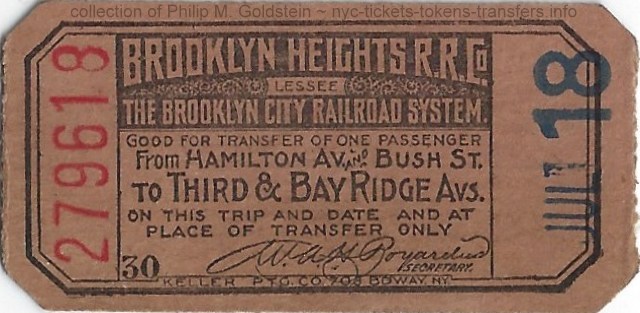 collection of Philip M. Goldstein ~ nyc-tickets-tokens-transfers.info
279618
BROOKLYN HEIGHTS R.R. Co
LESSEE
THE BROOKLYN CITY RAILROAD SYSTEM.
GOOD FOR TRANSFER OF ONE PASSENGER
From HAMILTON AV. AND BUSH ST.
TO THIRD & BAY RIDGE AVS.
ON THIS TRIP AND DATE AND AT
PLACE OF TRANSFER ONLY
30
SECRETARY.
KELLER PTG. CO. 708 B'DWAY. NY.
JUL 18